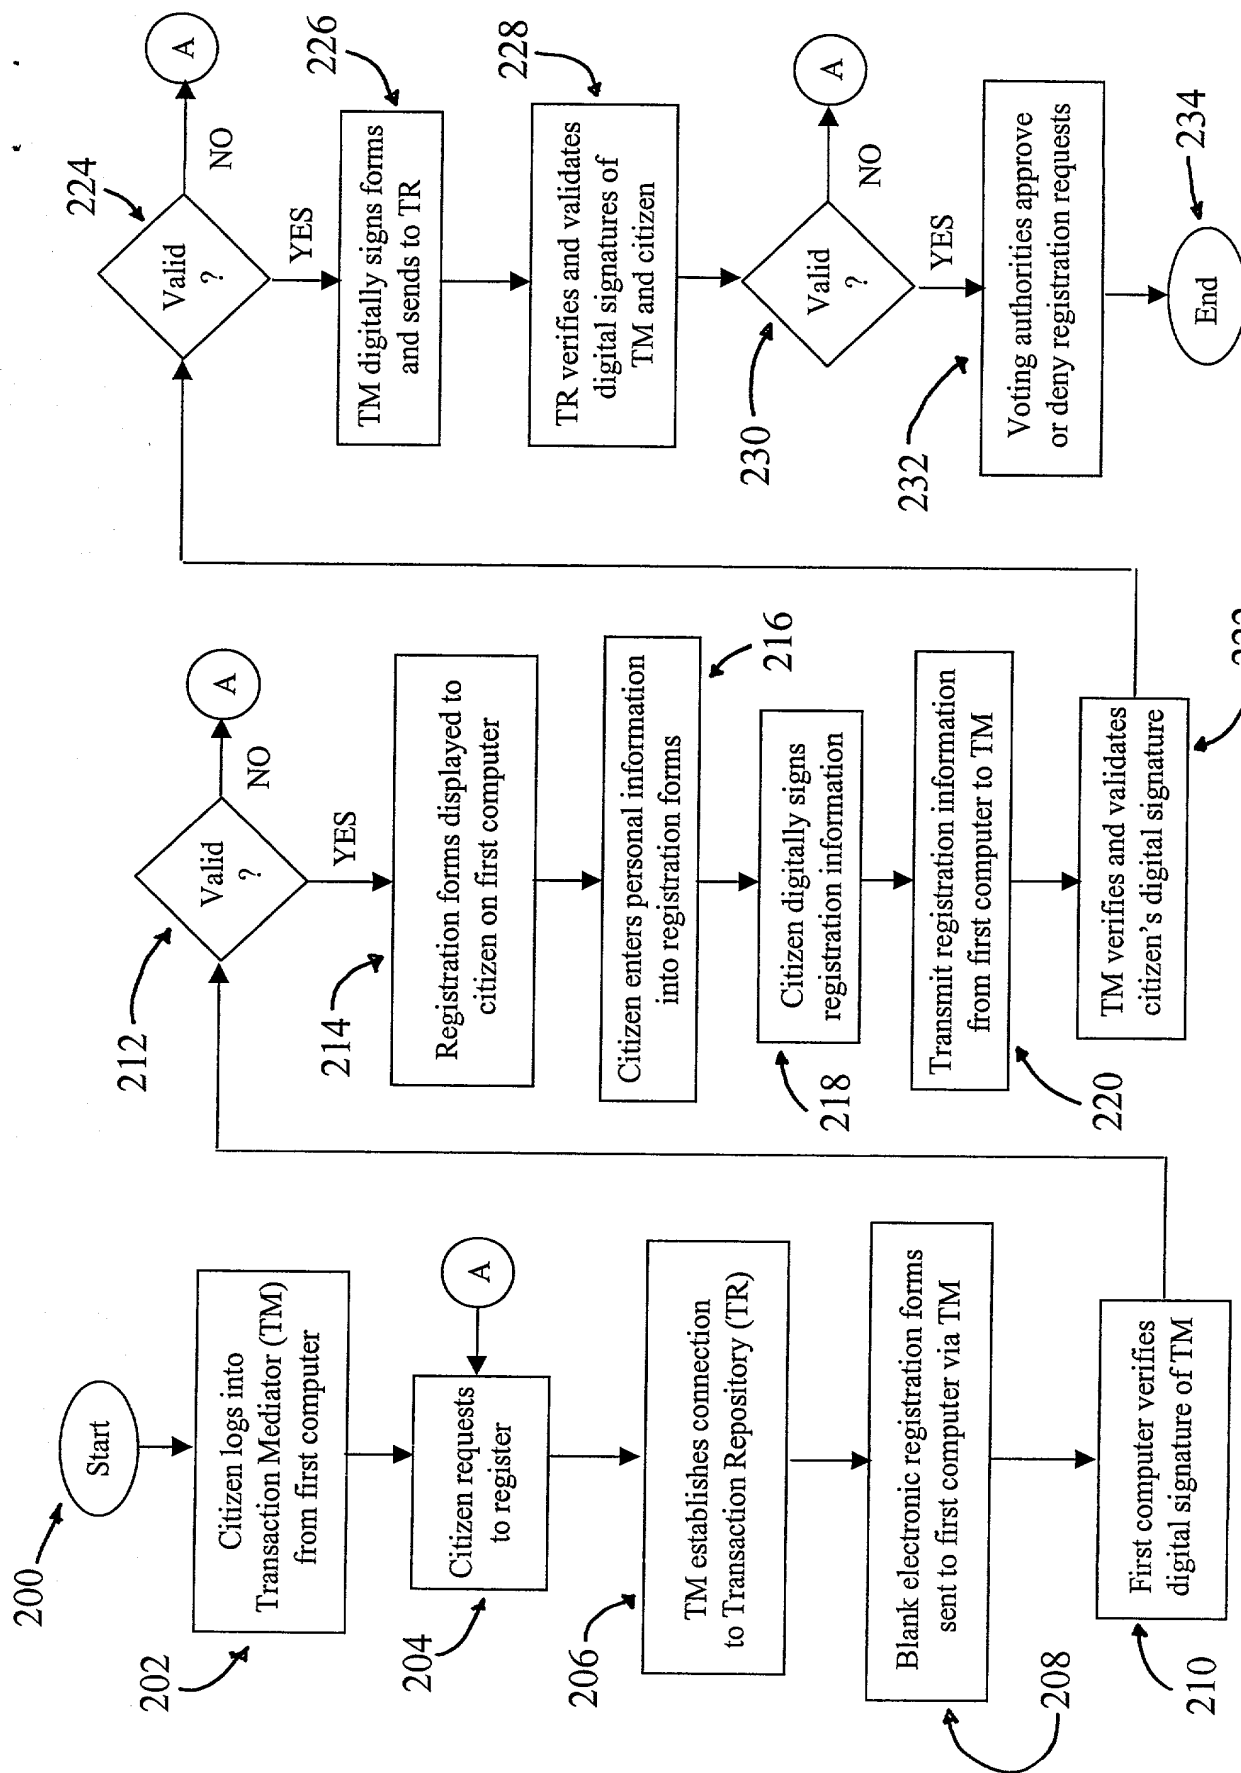 200
Start
202
Citizen logs into
Transaction Mediator (TM)
from first computer
204
Citizen requests
to register
A
206
TM establishes connection
to Transaction Repository (TR)
208
Blank electronic registration forms
sent to first computer via TM
210
First computer verifies
digital signature of TM
212
Valid
?
NO
A
YES
214
Registration forms displayed to
citizen on first computer
216
Citizen enters personal information
into registration forms
218
Citizen digitally signs
registration information
220
Transmit registration information
from first computer to TM
TM verifies and validates
citizen's digital signature
224
Valid
?
NO
A
YES
226
TM digitally signs forms
and sends to TR
228
TR verifies and validates
digital signatures of
TM and citizen
230
Valid
?
NO
A
YES
232
Voting authorities approve
or deny registration requests
234
End